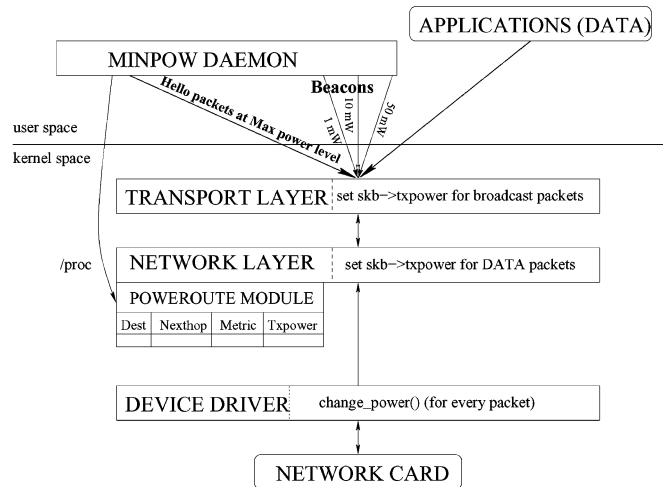 APPLICATIONS (DATA)
MINPOW DAEMON
Beacons
Hello packets at Max power level
1 mW
10 mW
50 mW
user space
kernel space
TRANSPORT LAYER
set skb->txpower for broadcast packets
/proc
NETWORK LAYER
set skb->txpower for DATA packets
POWEROUTE MODULE
Dest Nexthop Metric Txpower
DEVICE DRIVER
change_power() (for every packet)
NETWORK CARD